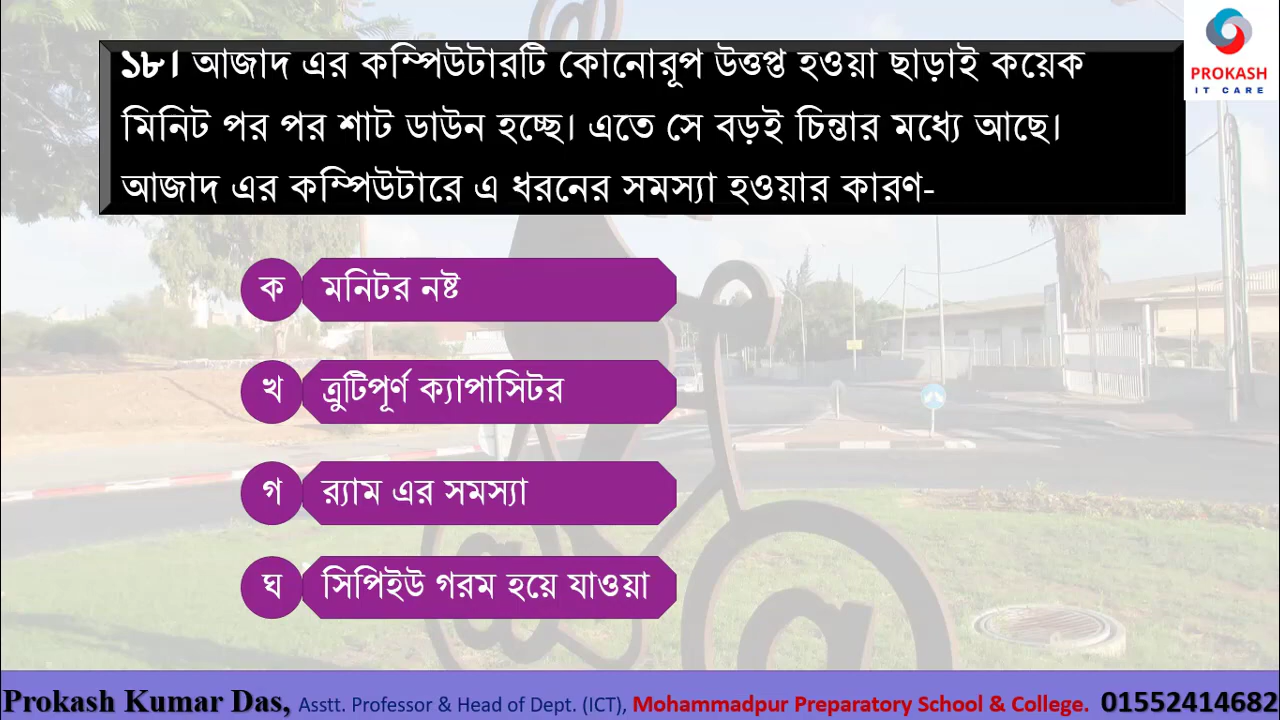 ১৮। আজাদ এর কম্পিউটারটি কোনোরূপ উত্তপ্ত হওয়া ছাড়াই কয়েক
মিনিট পর পর শাট ডাউন হচ্ছে। এতে সে বড়ই চিন্তার মধ্যে আছে।
আজাদ এর কম্পিউটারে এ ধরনের সমস্যা হওয়ার কারণ-
PROKASH
IT CARE
ক মনিটর নষ্ট
খ ত্রুটিপূর্ণ ক্যাপাসিটর
গ র‍্যাম এর সমস্যা
ঘ সিপিইউ গরম হয়ে যাওয়া
Prokash Kumar Das, Asstt. Professor & Head of Dept. (ICT), Mohammadpur Preparatory School & College. 01552414682